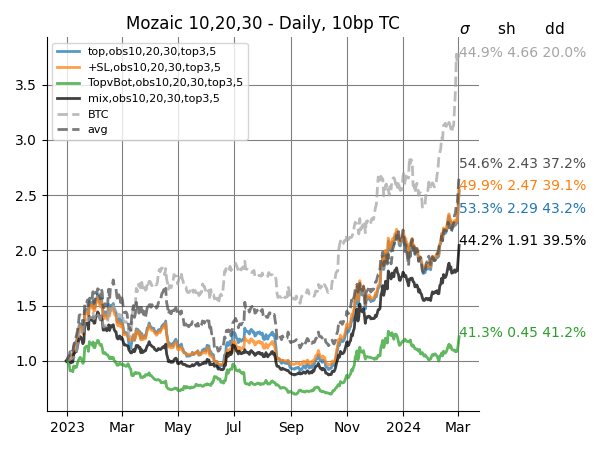 Mozaic 10,20,30 - Daily, 10bp TC
σ sh dd
top,obs10,20,30,top3,5
+SL,obs10,20,30,top3,5
TopvBot,obs10,20,30,top3,5
mix,obs10,20,30,top3,5
BTC
avg
44.9% 4.66 20.0%
54.6% 2.43 37.2%
49.9% 2.47 39.1%
53.3% 2.29 43.2%
44.2% 1.91 39.5%
41.3% 0.45 41.2%
3.5
3.0
2.5
2.0
1.5
1.0
2023 Mar May Jul Sep Nov 2024 Mar